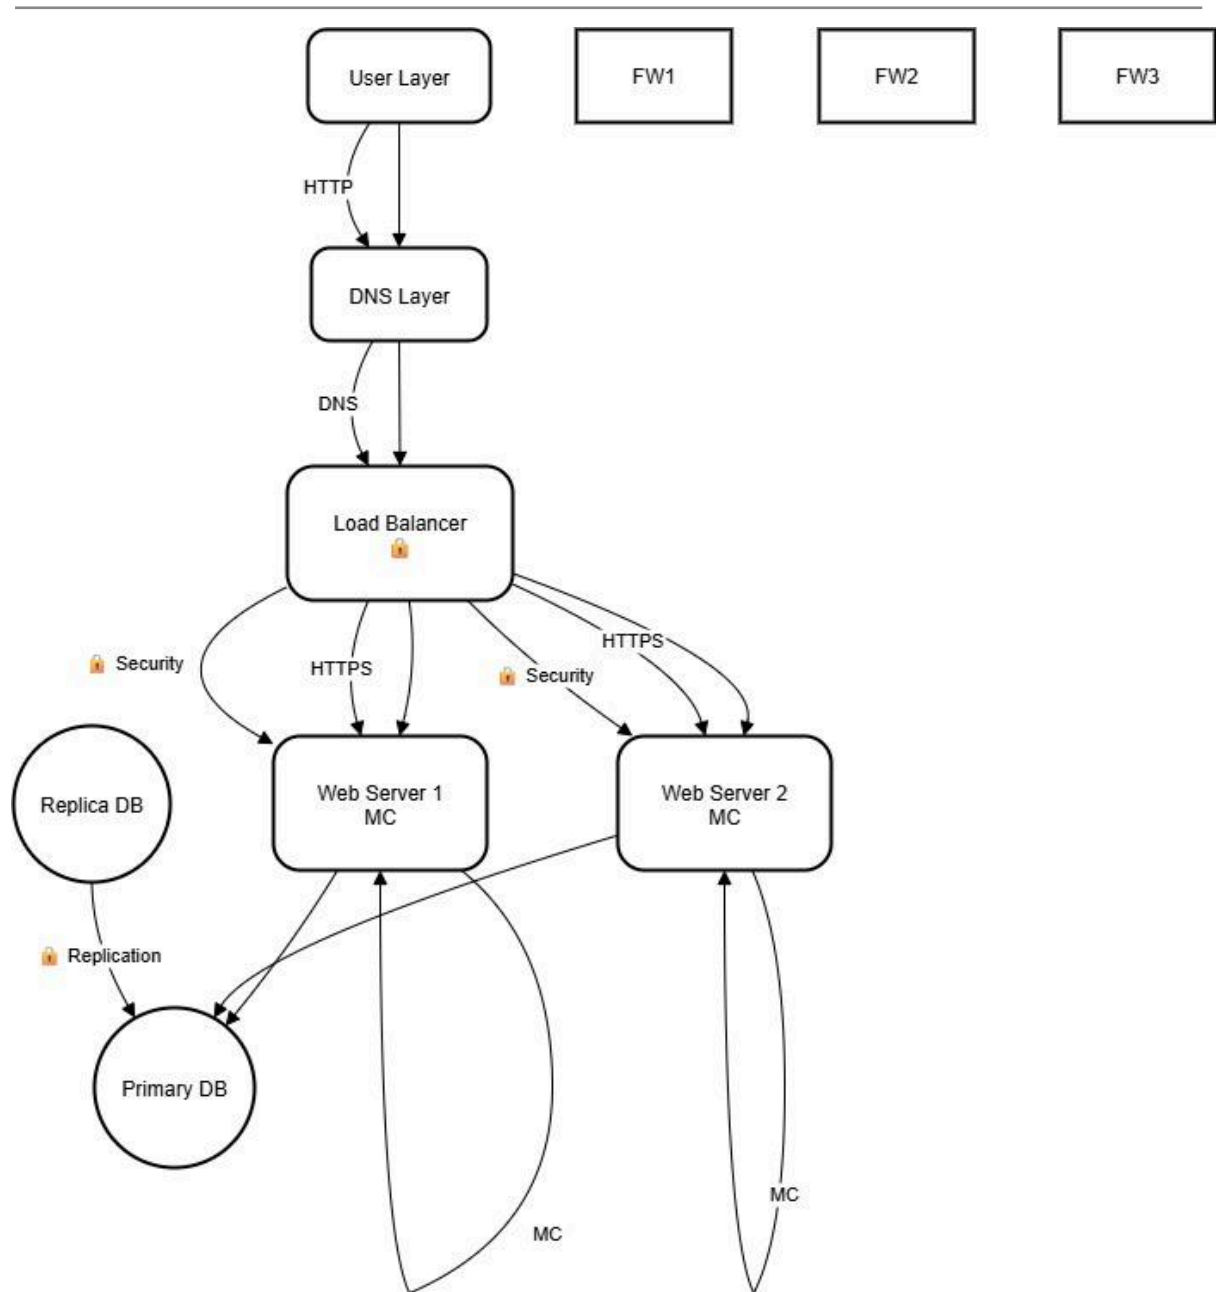 User Layer
FW1
FW2
FW3
HTTP
DNS Layer
DNS
Load Balancer
🔒
🔒 Security
HTTPS
🔒 Security
HTTPS
Replica DB
Web Server 1
MC
Web Server 2
MC
🔒 Replication
Primary DB
MC
MC